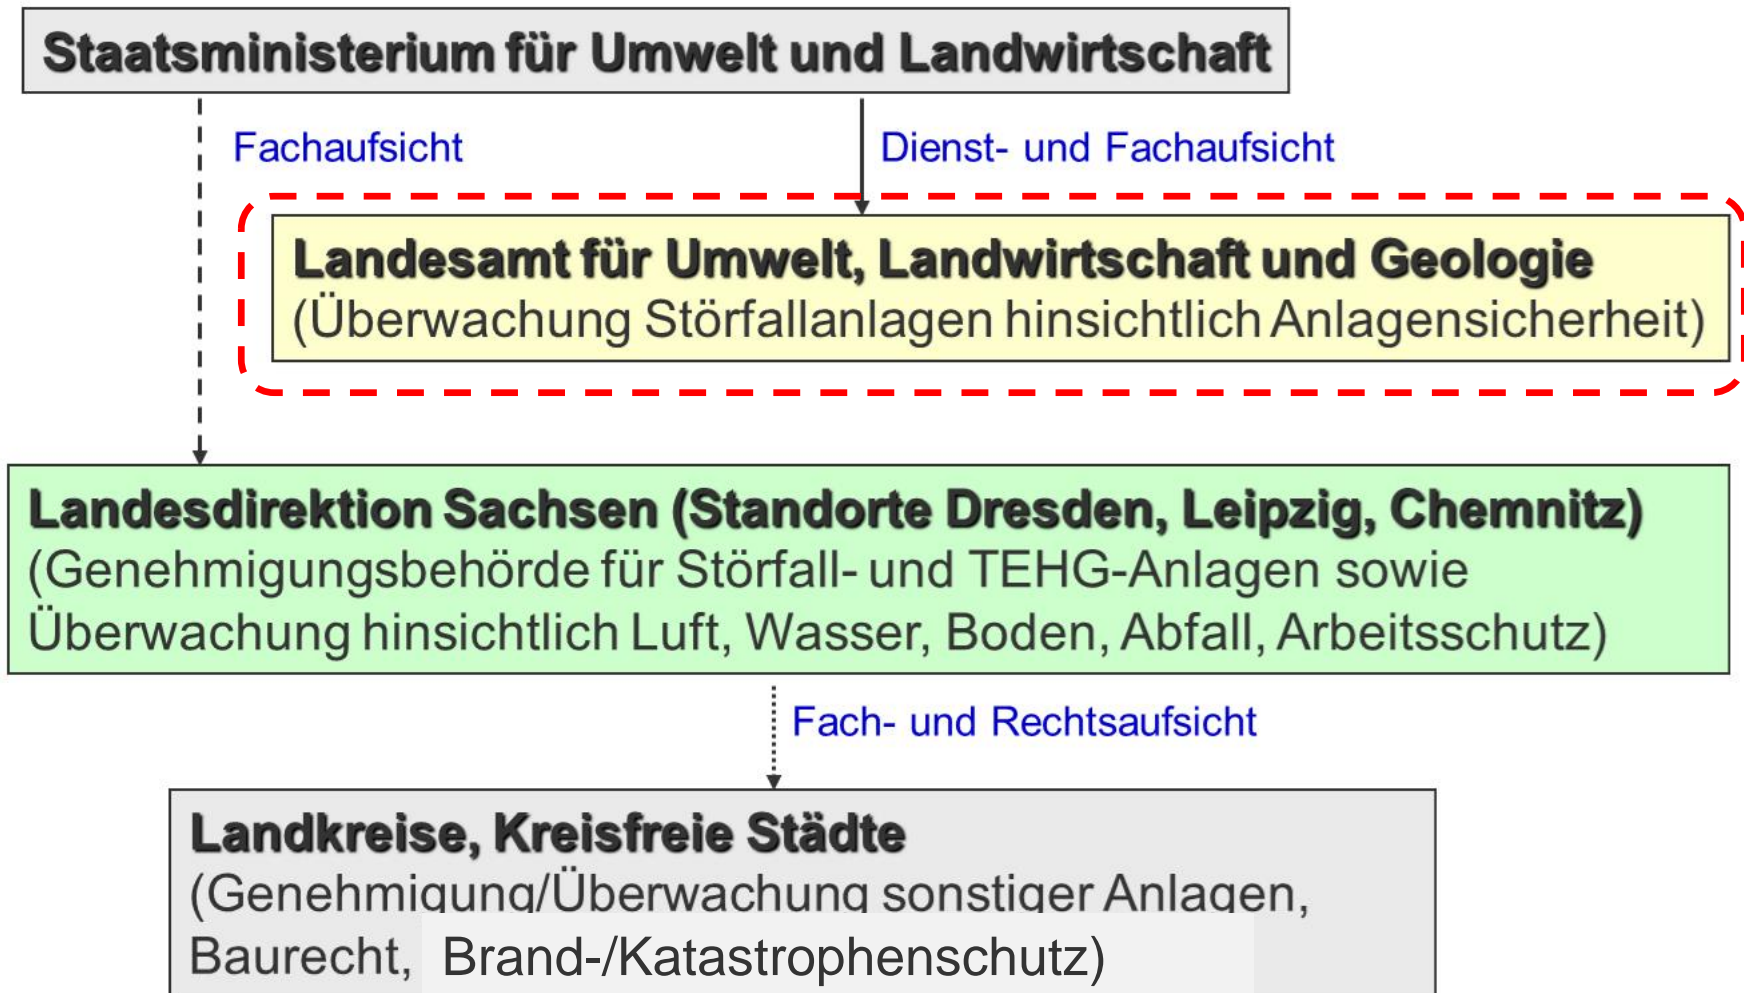 Staatsministerium für Umwelt und Landwirtschaft
Fachaufsicht
Dienst- und Fachaufsicht
Landesamt für Umwelt, Landwirtschaft und Geologie
(Überwachung Störfallanlagen hinsichtlich Anlagensicherheit)
Landesdirektion Sachsen (Standorte Dresden, Leipzig, Chemnitz)
(Genehmigungsbehörde für Störfall- und TEHG-Anlagen sowie
Überwachung hinsichtlich Luft, Wasser, Boden, Abfall, Arbeitsschutz)
Fach- und Rechtsaufsicht
Landkreise, Kreisfreie Städte
(Genehmigung/Überwachung sonstiger Anlagen,
Baurecht, Brand-/Katastrophenschutz)